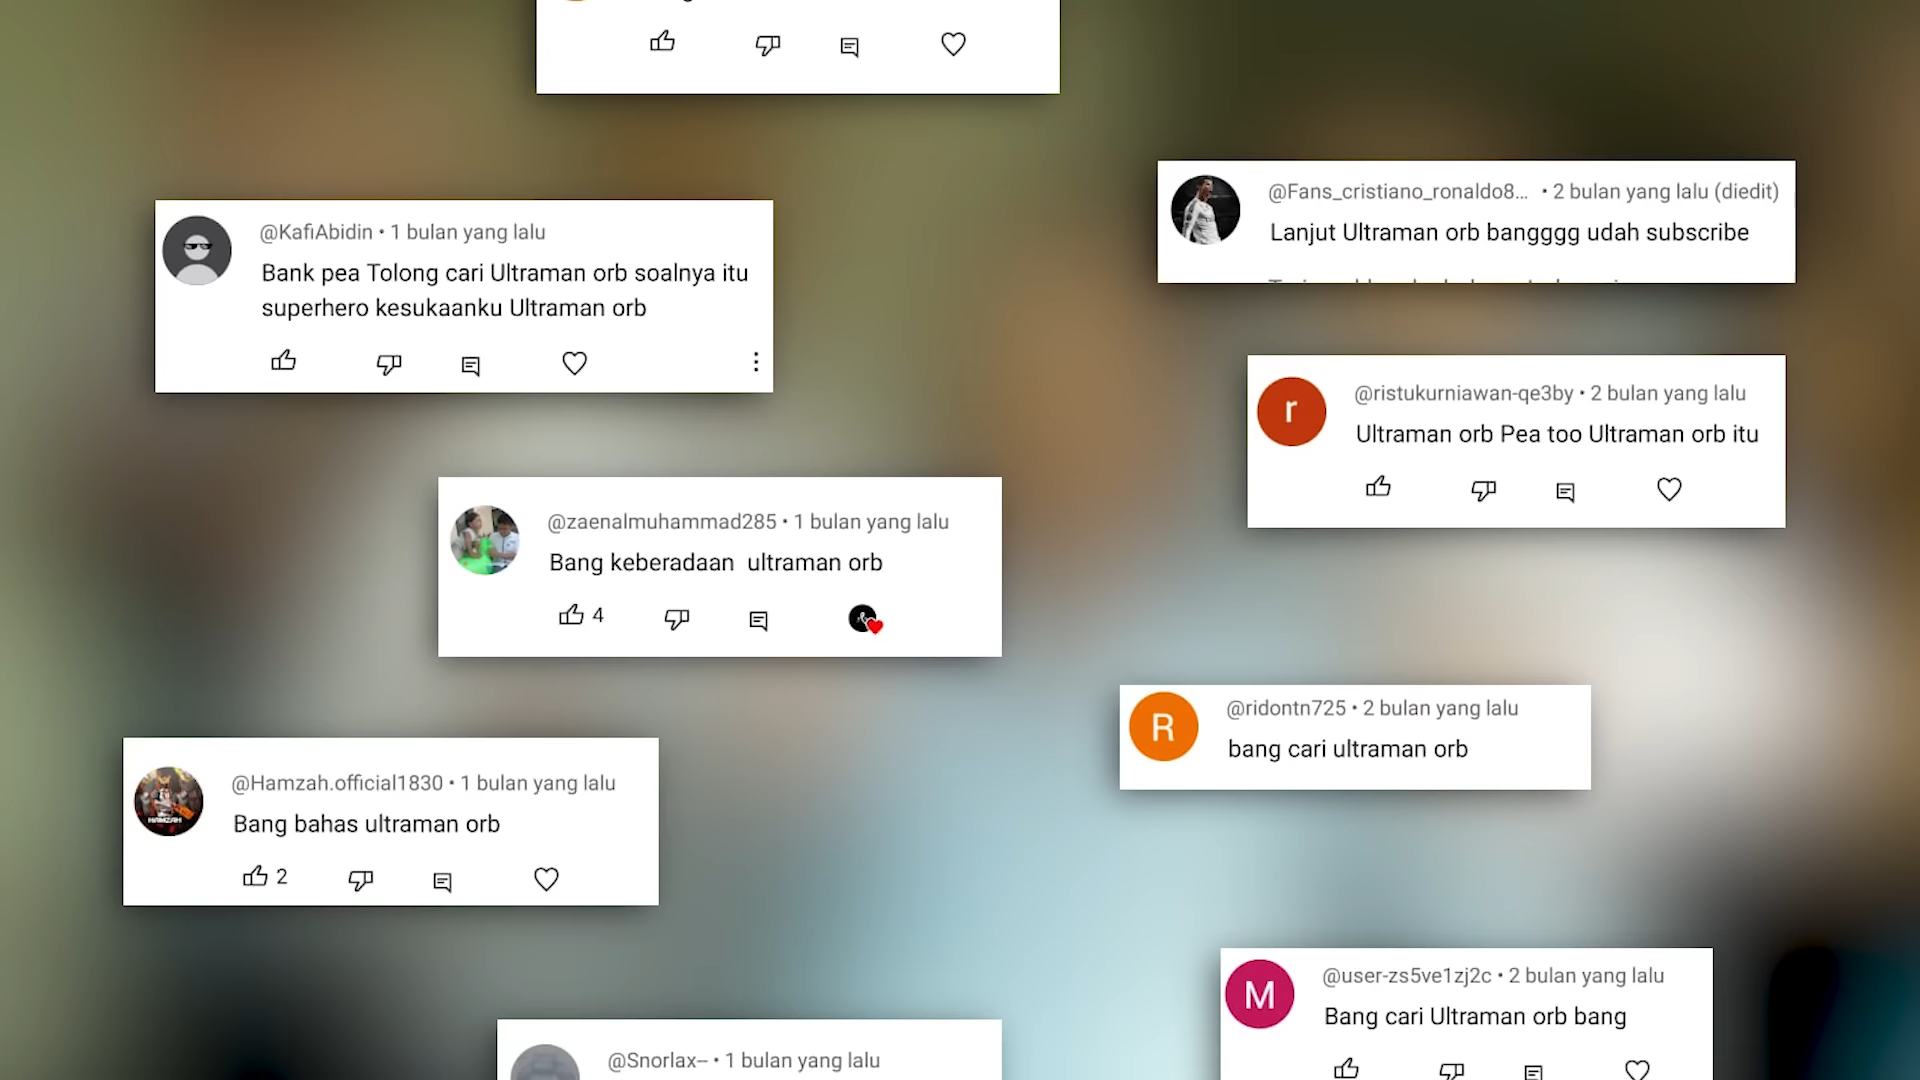 @KafiAbidin • 1 bulan yang lalu
Bank pea Tolong cari Ultraman orb soalnya itu
superhero kesukaanku Ultraman orb
@Fans_cristiano_ronaldo8... • 2 bulan yang lalu (diedit)
Lanjut Ultraman orb bangggg udah subscribe
r
@ristukurniawan-qe3by • 2 bulan yang lalu
Ultraman orb Pea too Ultraman orb itu
@zaenalmuhammad285 • 1 bulan yang lalu
Bang keberadaan  ultraman orb
4
R
@ridontn725 • 2 bulan yang lalu
bang cari ultraman orb
@Hamzah.official1830 • 1 bulan yang lalu
Bang bahas ultraman orb
HAMZAH
2
M
@user-zs5ve1zj2c • 2 bulan yang lalu
Bang cari Ultraman orb bang
@Snorlax-- • 1 bulan yang lalu